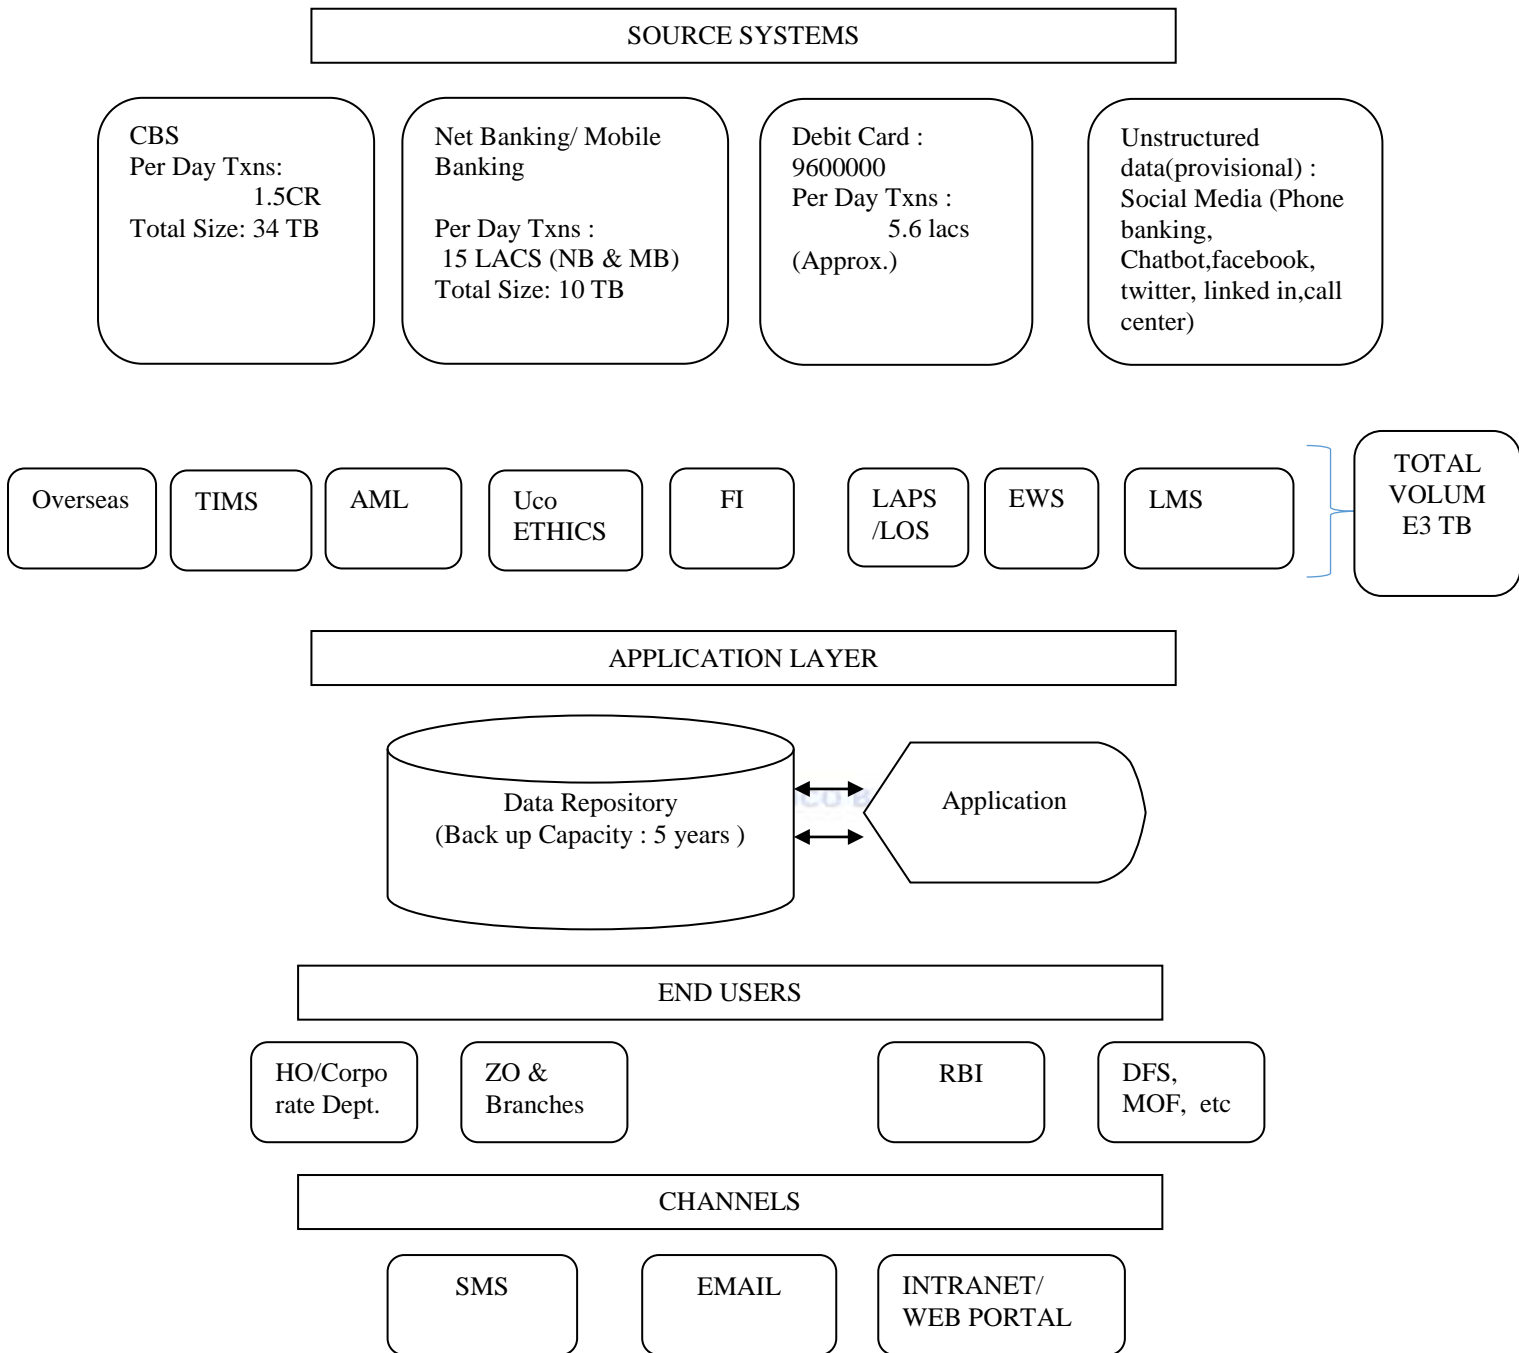 SOURCE SYSTEMS
CBS
Per Day Txns:
1.5CR
Total Size: 34 TB
Net Banking/ Mobile
Banking
Per Day Txns :
15 LACS (NB & MB)
Total Size: 10 TB
Debit Card :
9600000
Per Day Txns :
5.6 lacs
(Approx.)
Unstructured
data(provisional) :
Social Media (Phone
banking,
Chatbot,facebook,
twitter, linked in,call
center)
Overseas
TIMS
AML
Uco
ETHICS
FI
LAPS
/LOS
EWS
LMS
TOTAL
VOLUM
E3 TB
APPLICATION LAYER
Data Repository
(Back up Capacity : 5 years )
Application
END USERS
HO/Corpo
rate Dept.
ZO &
Branches
RBI
DFS,
MOF, etc
CHANNELS
SMS
EMAIL
INTRANET/
WEB PORTAL